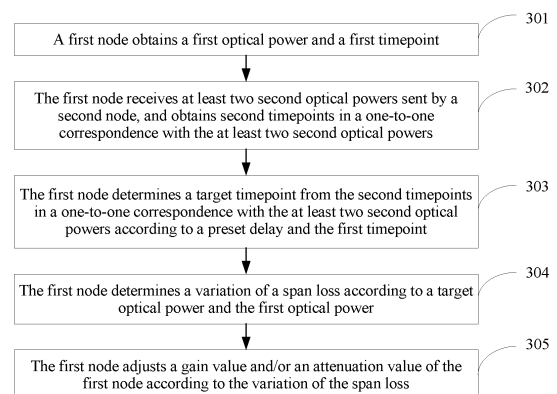 301
A first node obtains a first optical power and a first timepoint
302
The first node receives at least two second optical powers sent by a
second node, and obtains second timepoints in a one-to-one
correspondence with the at least two second optical powers
303
The first node determines a target timepoint from the second timepoints
in a one-to-one correspondence with the at least two second optical
powers according to a preset delay and the first timepoint
304
The first node determines a variation of a span loss according to a target
optical power and the first optical power
305
The first node adjusts a gain value and/or an attenuation value of the
first node according to the variation of the span loss